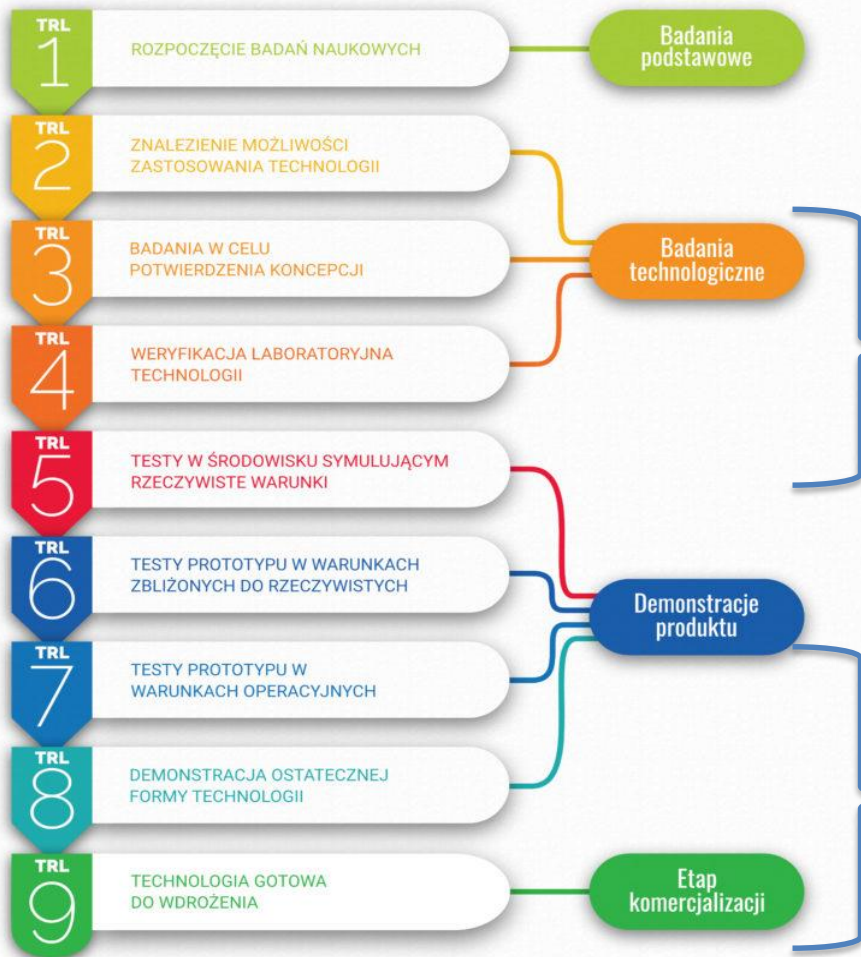 TRL
1
ROZPOCZĘCIE BADAŃ NAUKOWYCH
Badania
podstawowe
TRL
2
ZNALEZIENIE MOŻLIWOŚCI
ZASTOSOWANIA TECHNOLOGII
TRL
3
BADANIA W CELU
POTWIERDZENIA KONCEPCJI
Badania
technologiczne
TRL
4
WERYFIKACJA LABORATORYJNA
TECHNOLOGII
TRL
5
TESTY W ŚRODOWISKU SYMULUJĄCYM
RZECZYWISTE WARUNKI
TRL
6
TESTY PROTOTYPU W WARUNKACH
ZBLIŻONYCH DO RZECZYWISTYCH
Demonstracje
produktu
TRL
7
TESTY PROTOTYPU W
WARUNKACH OPERACYJNYCH
TRL
8
DEMONSTRACJA OSTATECZNEJ
FORMY TECHNOLOGII
TRL
9
TECHNOLOGIA GOTOWA
DO WDROŻENIA
Etap
komercjalizacji